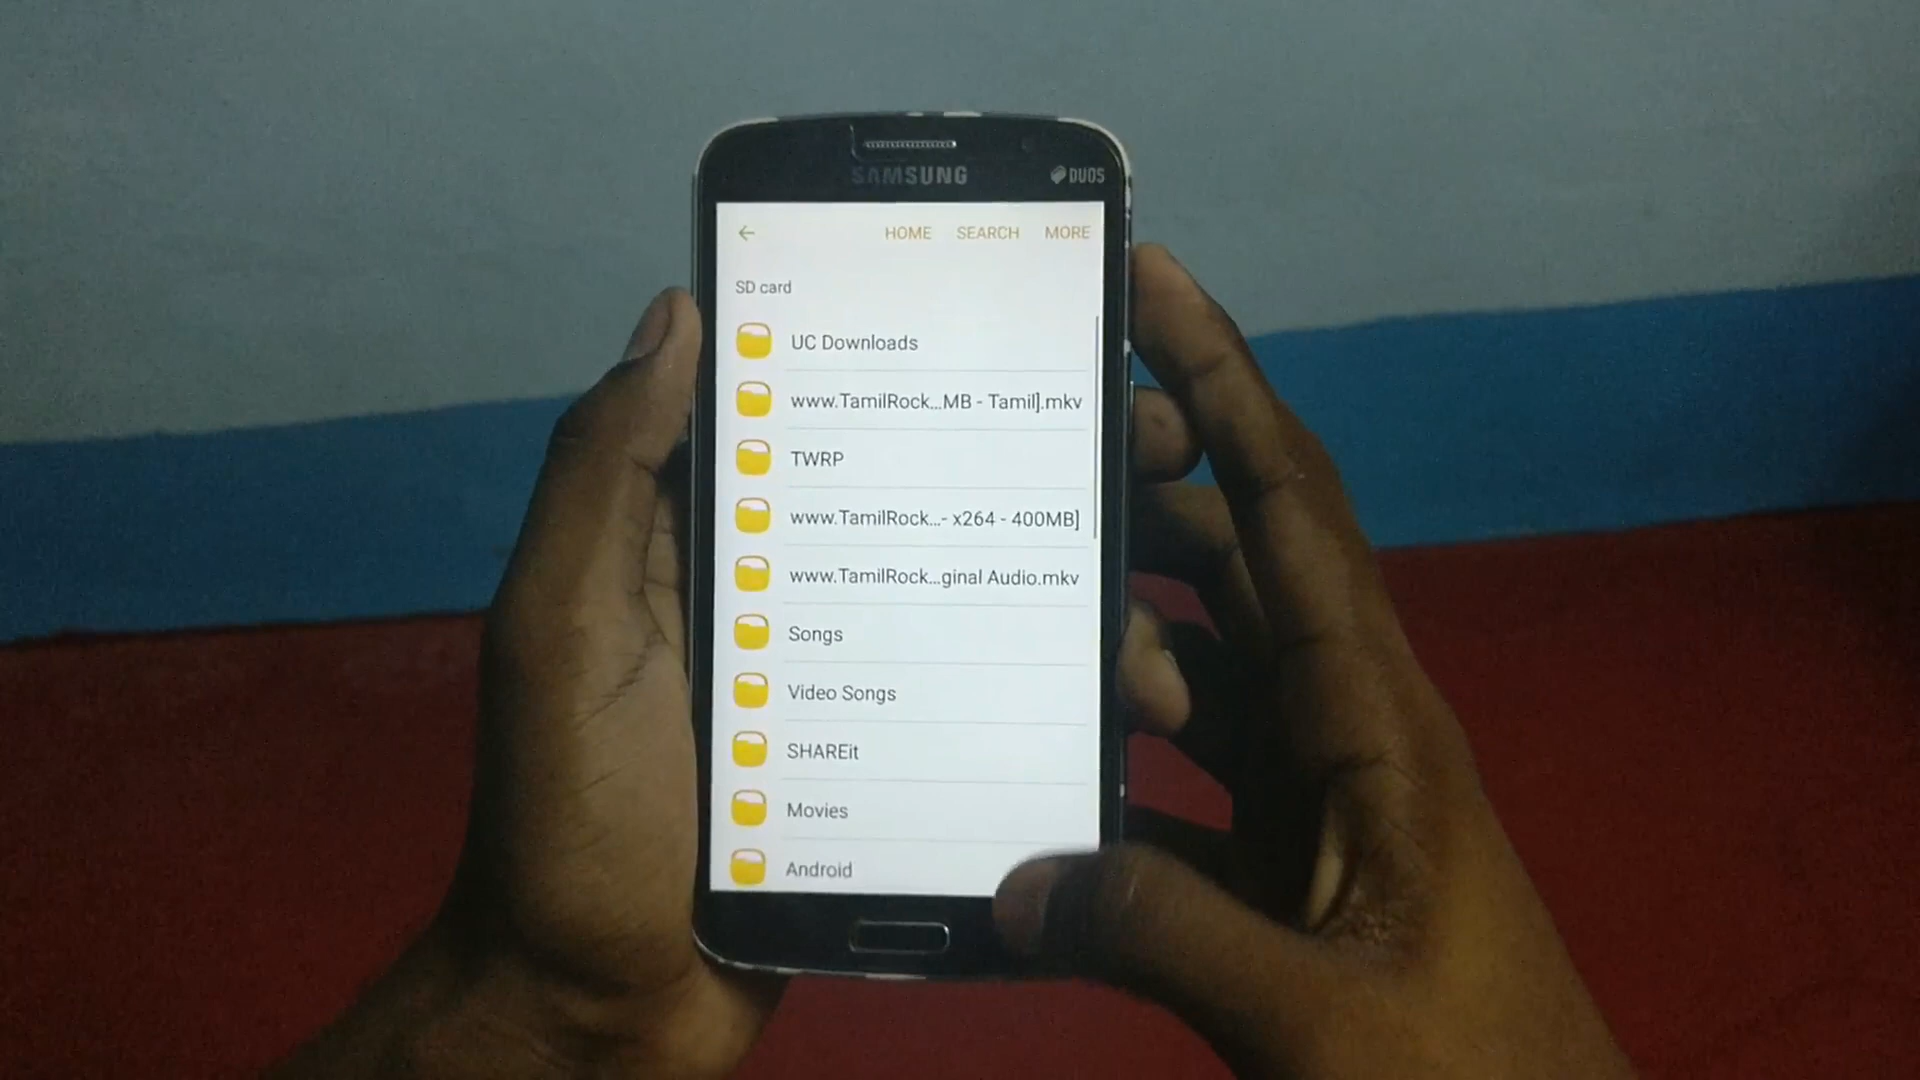 SAMSUNG
DUOS
HOME SEARCH MORE
SD card
UC Downloads
www.TamilRock...MB - Tamil].mkv
TWRP
www.TamilRock...- x264 - 400MB]
www.TamilRock...ginal Audio.mkv
Songs
Video Songs
SHAREit
Movies
Android